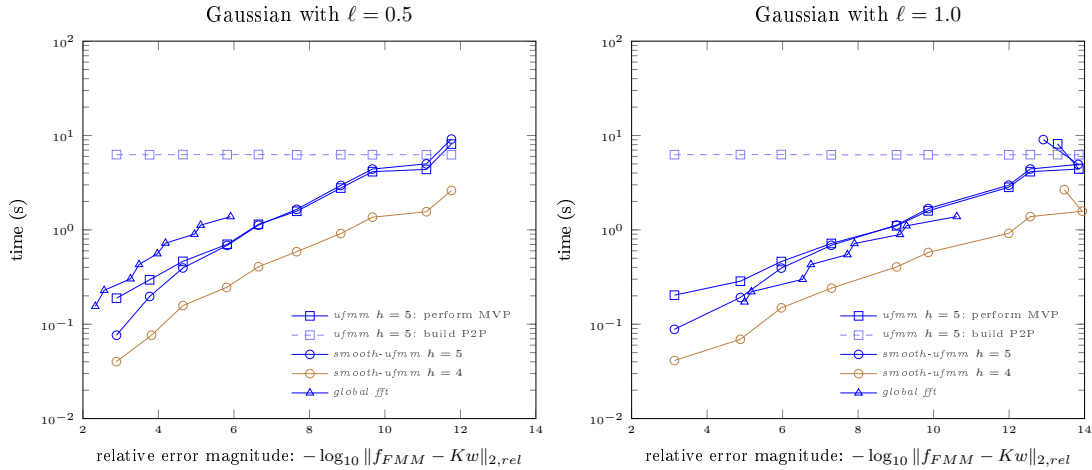 Gaussian with ℓ = 0.5
10^2
10^1
10^0
10^−1
10^−2
time (s)
2 4 6 8 10 12 14
relative error magnitude: − log10 ‖f_FMM − Kw‖2,rel
ufmm h = 5: perform MVP
ufmm h = 5: build P2P
smooth-ufmm h = 5
smooth-ufmm h = 4
global fft
Gaussian with ℓ = 1.0
10^2
10^1
10^0
10^−1
10^−2
time (s)
2 4 6 8 10 12 14
relative error magnitude: − log10 ‖f_FMM − Kw‖2,rel
ufmm h = 5: perform MVP
ufmm h = 5: build P2P
smooth-ufmm h = 5
smooth-ufmm h = 4
global fft